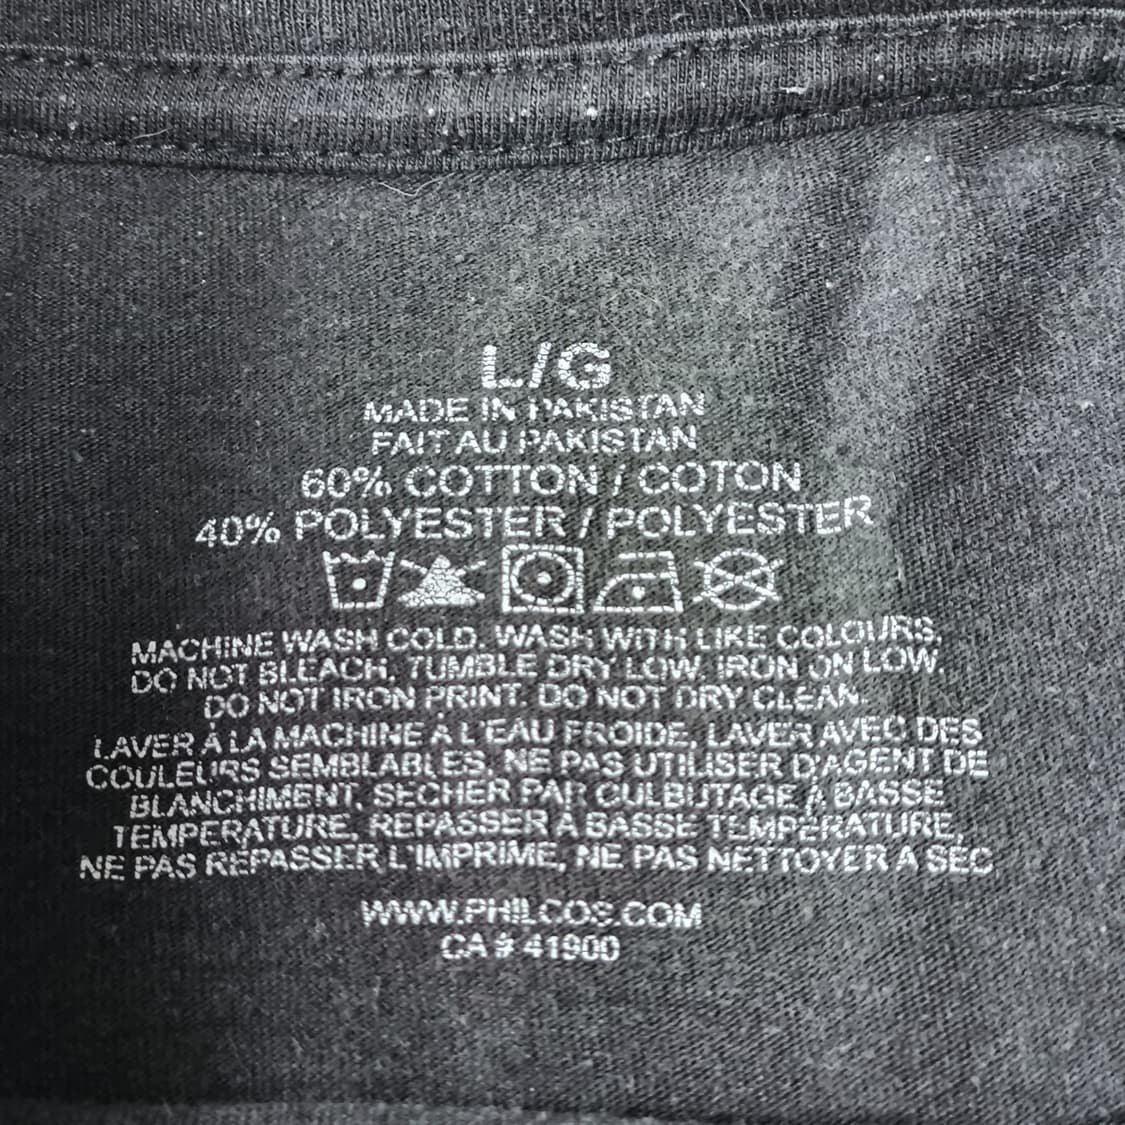 L/G
MADE IN PAKISTAN
FAIT AU PAKISTAN
60% COTTON / COTON
40% POLYESTER / POLYESTER
MACHINE WASH COLD, WASH WITH LIKE COLOURS,
DO NOT BLEACH, TUMBLE DRY LOW, IRON ON LOW,
DO NOT IRON PRINT. DO NOT DRY CLEAN.
LAVER À LA MACHINE À L'EAU FROIDE, LAVER AVEC DES
COULEURS SEMBLABLES, NE PAS UTILISER D'AGENT DE
BLANCHIMENT, SECHER PAR CULBUTAGE À BASSE
TEMPERATURE, REPASSER À BASSE TEMPERATURE,
NE PAS REPASSER L'IMPRIME, NE PAS NETTOYER A SEC
WWW.PHILCOS.COM
CA # 41900